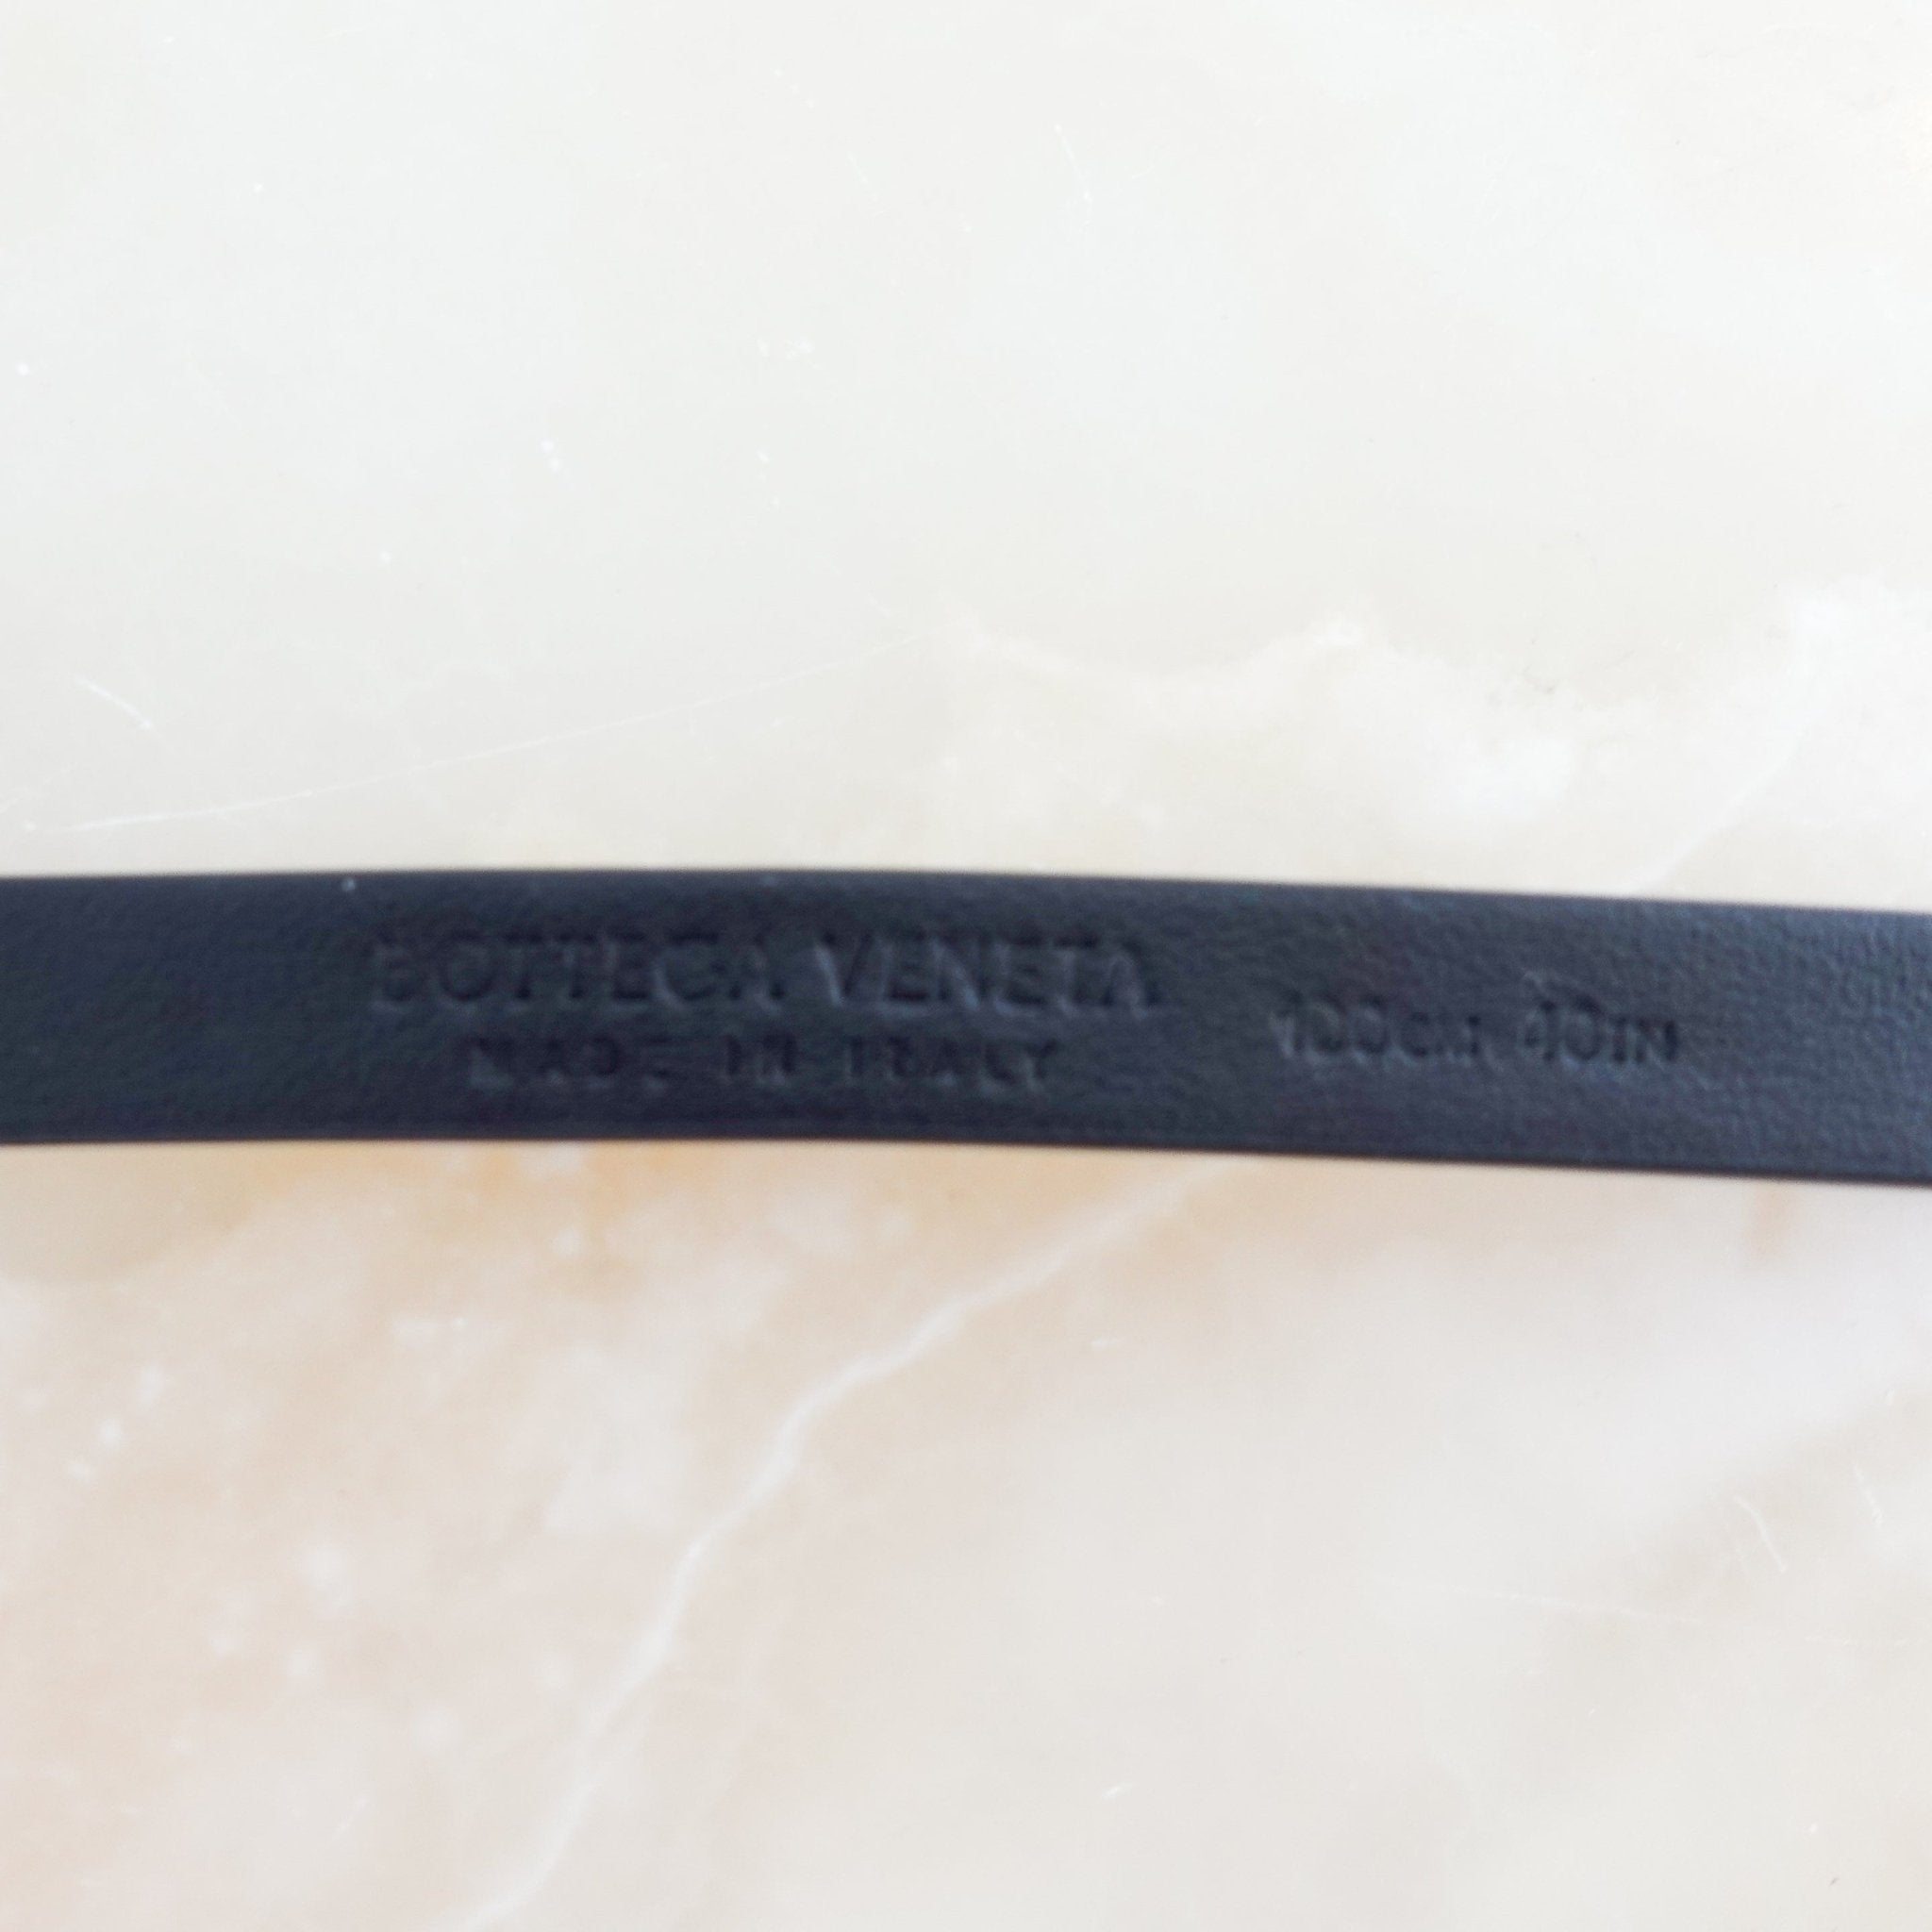 BOTTEGA VENETA
MADE IN ITALY
100CM 40IN